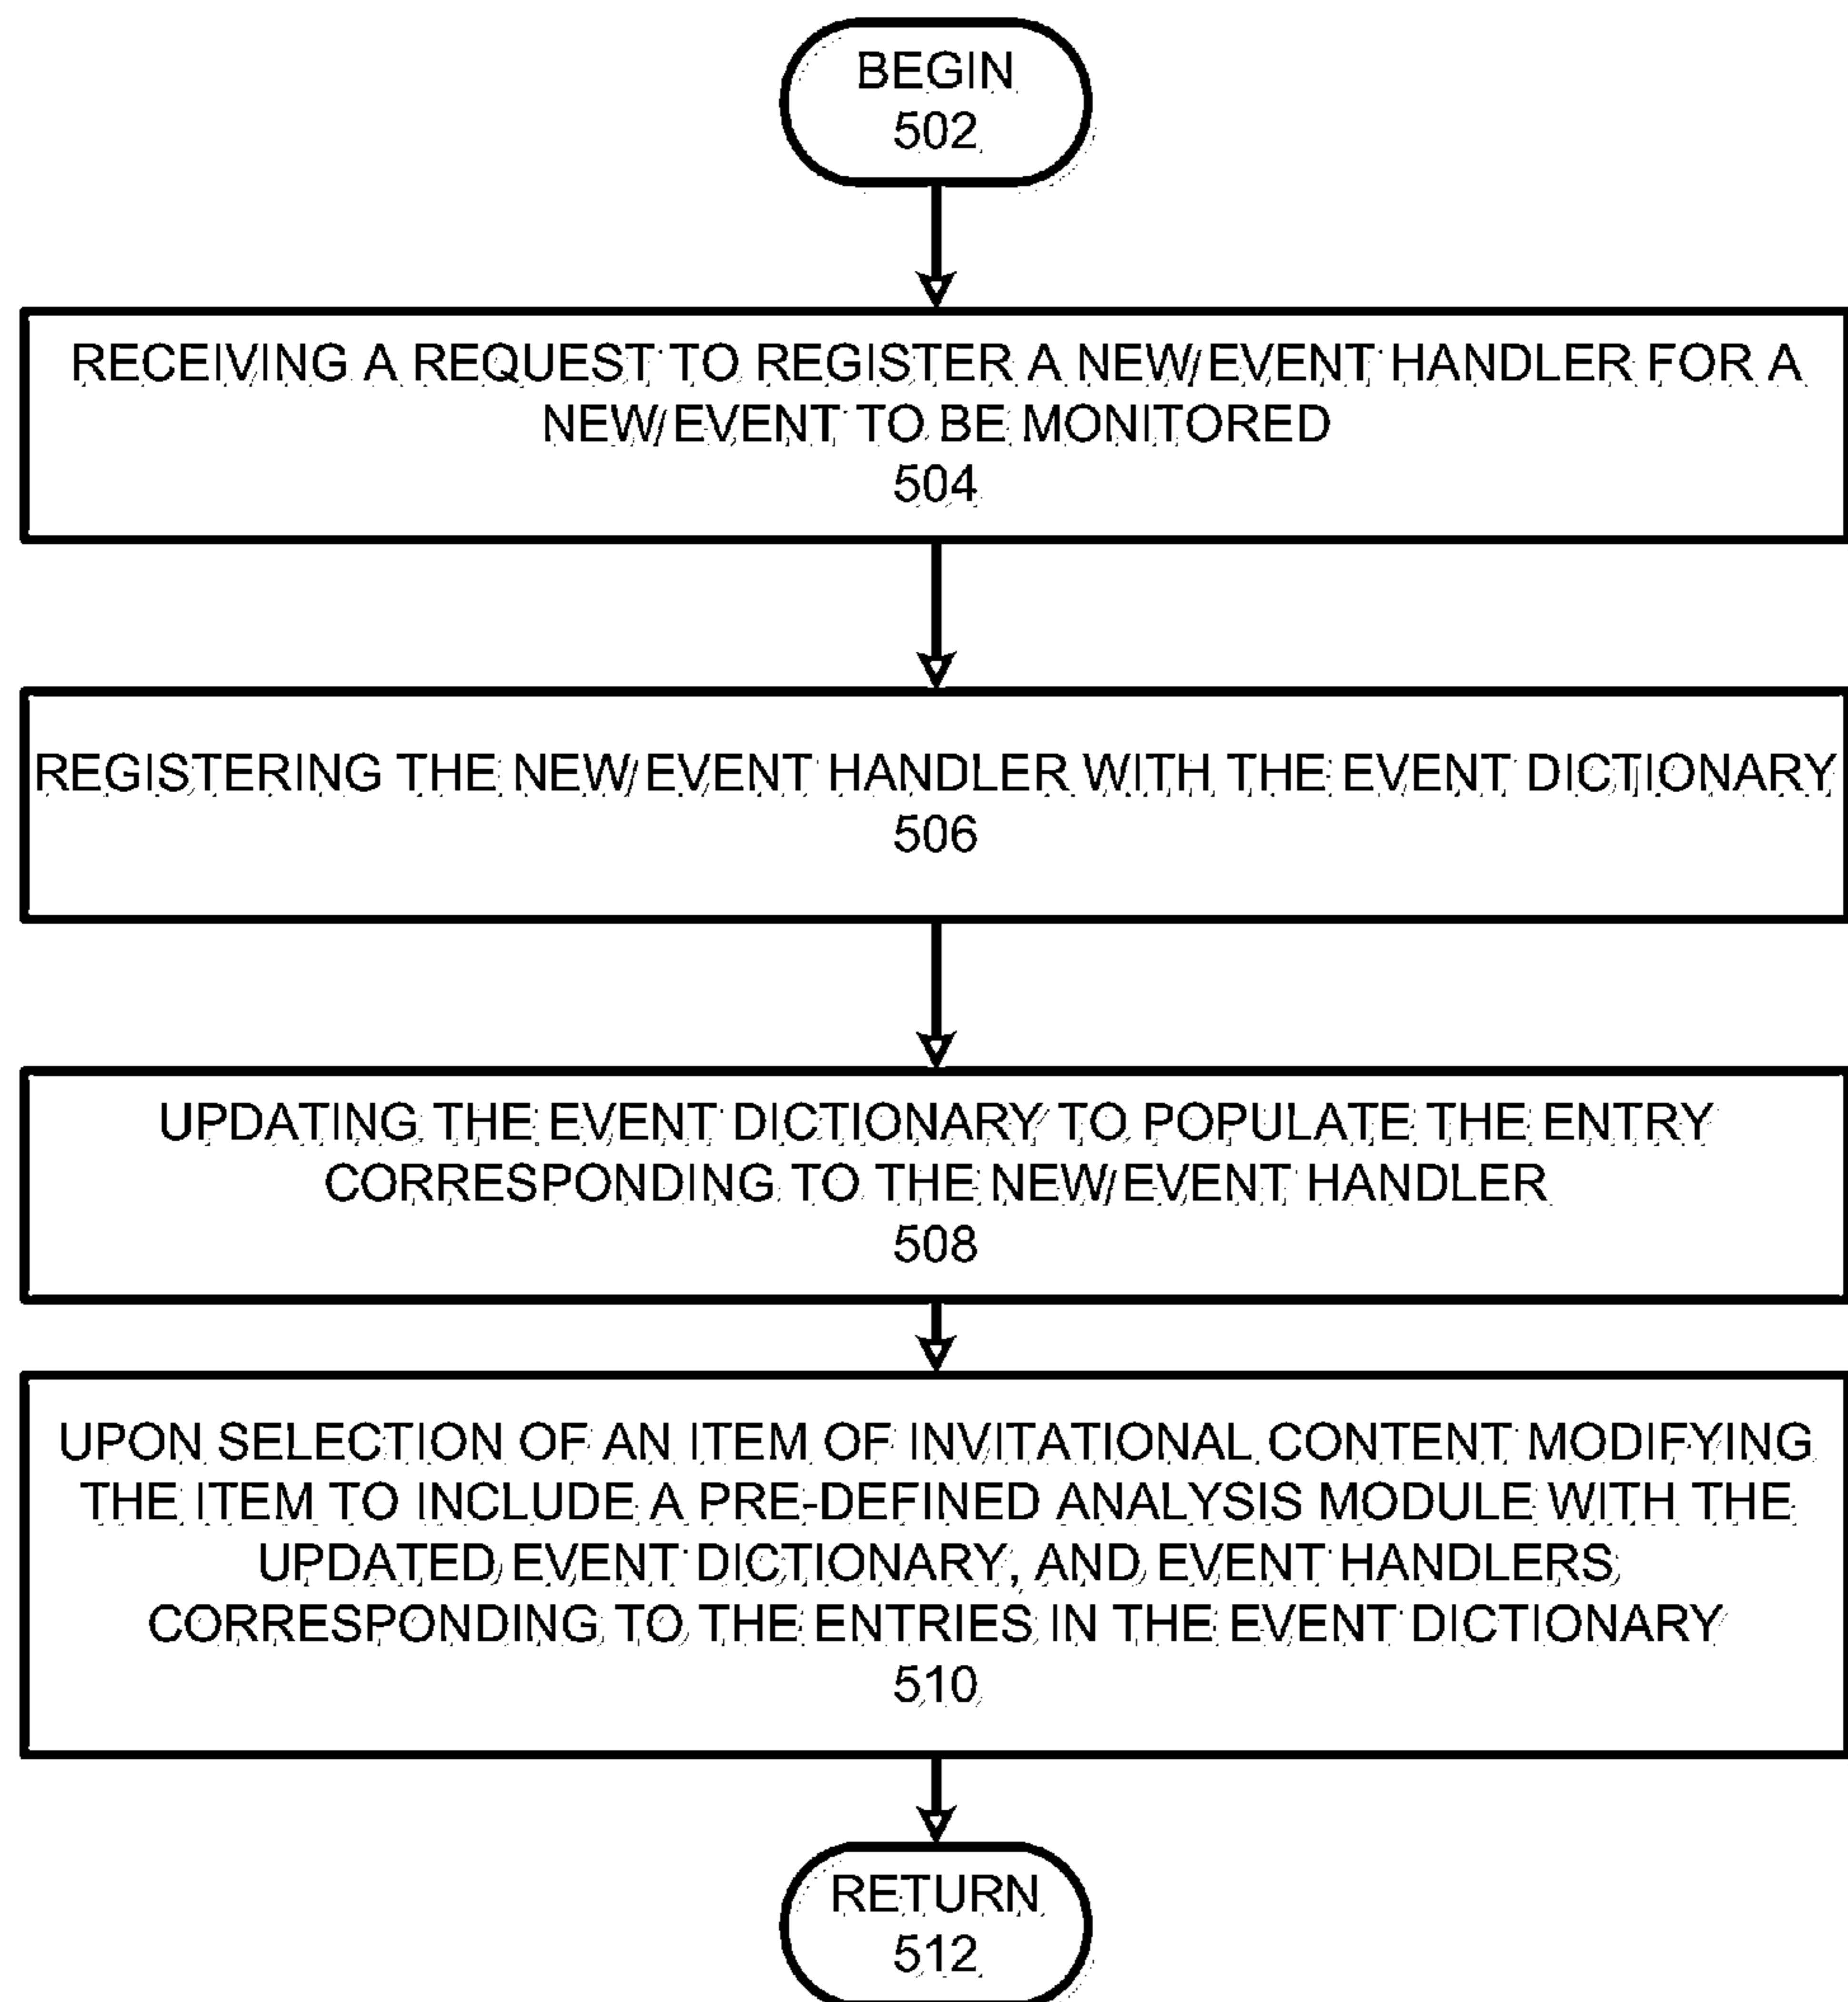 BEGIN
502
RECEIVING A REQUEST TO REGISTER A NEW EVENT HANDLER FOR A
NEW EVENT TO BE MONITORED
504
REGISTERING THE NEW EVENT HANDLER WITH THE EVENT DICTIONARY
506
UPDATING THE EVENT DICTIONARY TO POPULATE THE ENTRY
CORRESPONDING TO THE NEW EVENT HANDLER
508
UPON SELECTION OF AN ITEM OF INVITATIONAL CONTENT MODIFYING
THE ITEM TO INCLUDE A PRE-DEFINED ANALYSIS MODULE WITH THE
UPDATED EVENT DICTIONARY, AND EVENT HANDLERS
CORRESPONDING TO THE ENTRIES IN THE EVENT DICTIONARY
510
RETURN
512